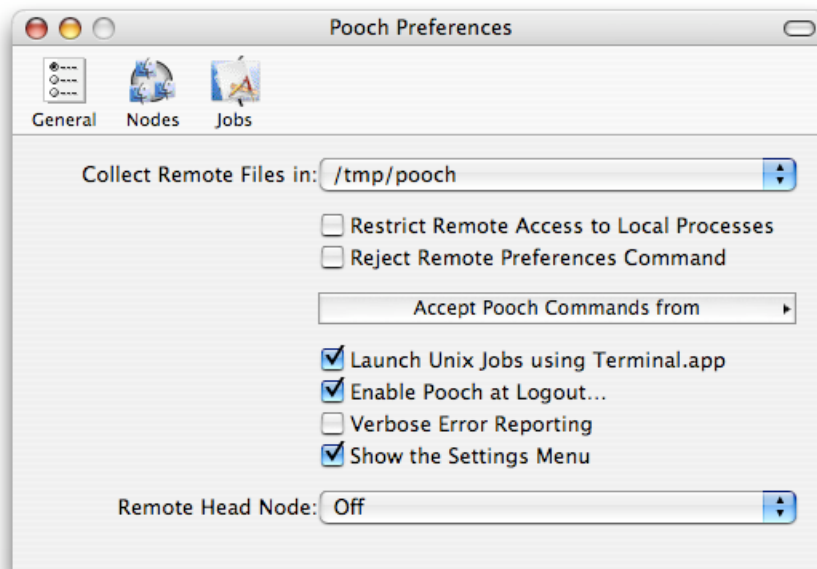 Pooch Preferences
General Nodes Jobs
Collect Remote Files in: /tmp/pooch
Restrict Remote Access to Local Processes
Reject Remote Preferences Command
Accept Pooch Commands from
Launch Unix Jobs using Terminal.app
Enable Pooch at Logout...
Verbose Error Reporting
Show the Settings Menu
Remote Head Node: Off